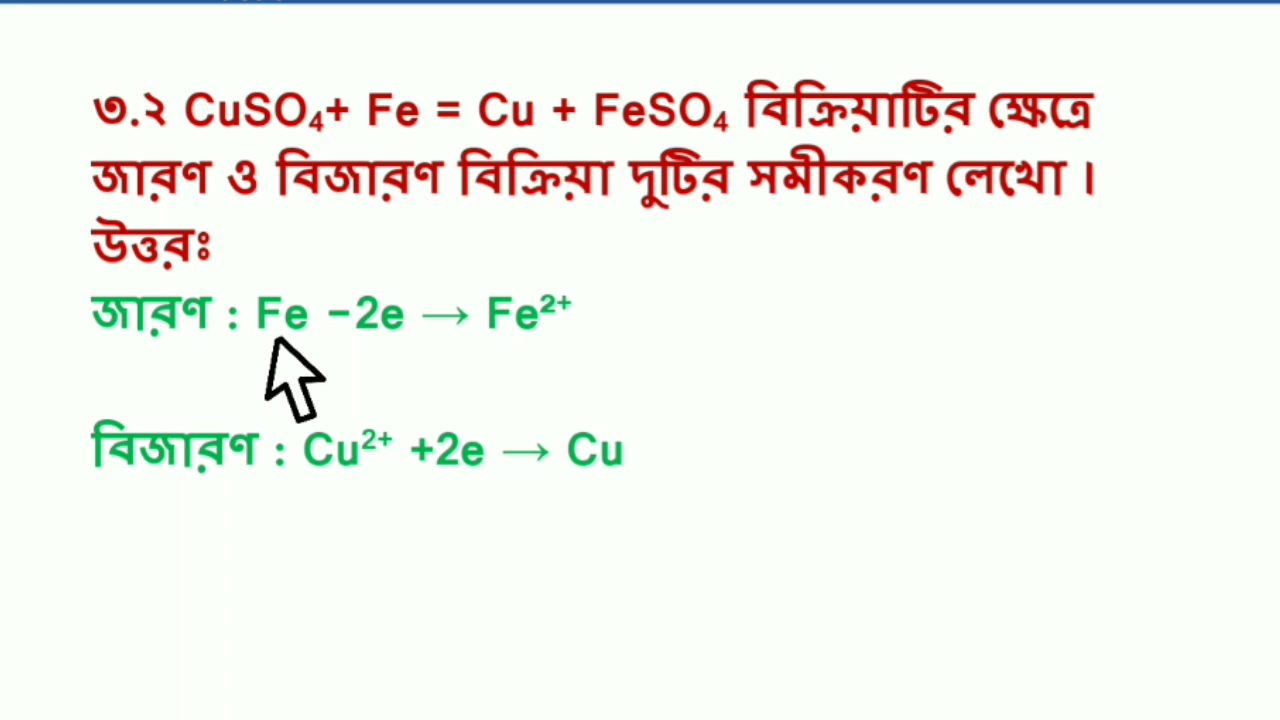 ৩.২ CuSO₄+ Fe = Cu + FeSO₄ বিক্রিয়াটির ক্ষেত্রে
জারণ ও বিজারণ বিক্রিয়া দুটির সমীকরণ লেখো ।
উত্তরঃ
জারণ : Fe −2e → Fe²⁺
বিজারণ : Cu²⁺ +2e → Cu